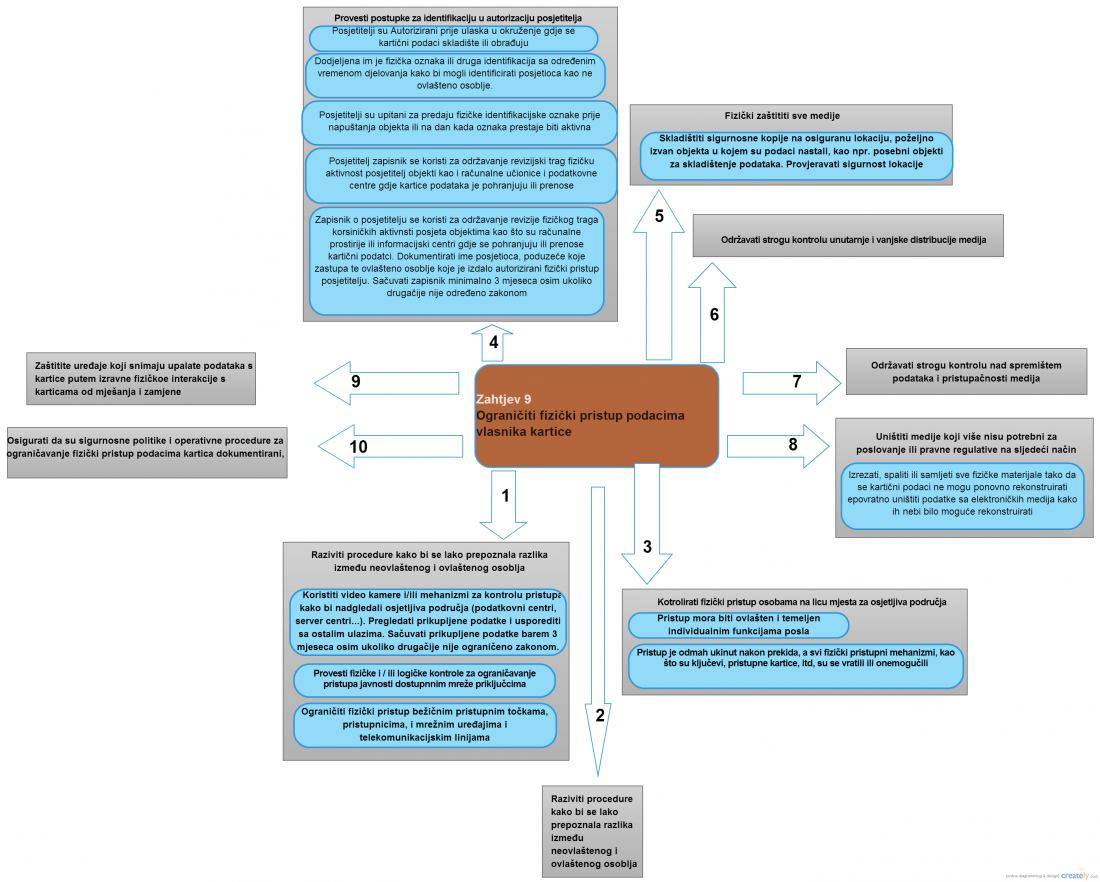 Provesti postupke za identifikaciju u autorizaciju posjetitelja
Posjetitelji su Autorizirani prije ulaska u okruženje gdje se
kartični podaci skladište ili obrađuju
Dodjeljena im je fizička oznaka ili druga identifikacija sa određenim
vremenom djelovanja kako bi mogli identificirati posjetioca kao ne
ovlašteno osoblje.
Posjetitelji su upitani za predaju fizičke identifikacijske oznake prije
napuštanja objekta ili na dan kada oznaka prestaje biti aktivna
Posjetitelj zapisnik se koristi za održavanje revizijski trag fizičku
aktivnost posjetitelj objekti kao i računalne učionice i podatkovne
centre gdje kartice podataka je pohranjuju ili prenose
Zapisnik o posjetitelju se koristi za održavanje revizije fizičkog traga
korsiničkih aktivnsti posjeta objektima kao što su računalne
prostirije ili informacijski centri gdje se pohranjuju ili prenose
kartični podatci. Dokumentirati ime posjetioca, poduzeće koje
zastupa te ovlašteno osoblje koje je izdalo autorizirani fizički pristup
posjetitelju. Sačuvati zapisnik minimalno 3 mjeseca osim ukoliko
drugačije nije određeno zakonom
Fizički zaštititi sve medije
Skladištiti sigurnosne kopije na osiguranu lokaciju, poželjno
izvan objekta u kojem su podaci nastali, kao npr. posebni objekti
za skladištenje podataka. Provjeravati sigurnost lokacije
5
Održavati strogu kontrolu unutarnje i vanjske distribucije medija
6
4
Zaštitite uređaje koji snimaju upalate podataka s
kartice putem izravne fizičkoe interakcije s
karticama od mješanja i zamjene
9
Zahtjev 9
Ograničiti fizički pristup podacima
vlasnika kartice
7
Održavati strogu kontrolu nad spremištem
podataka i pristupačnosti medija
Osigurati da su sigurnosne politike i operativne procedure za
ograničavanje fizički pristup podacima kartica dokumentirani,
10
8
Uništiti medije koji više nisu potrebni za
poslovanje ili pravne regulative na sljedeći način
Izrezati, spaliti ili samljeti sve fizičke materijale tako da
se kartični podaci ne mogu ponovno rekonstruirati
epovratno uništiti podatke sa elektroničkih medija kako
ih nebi bilo moguće rekonstruirati
1
Raziviti procedure kako bi se lako prepoznala razlika
između neovlaštenog i ovlaštenog osoblja
Koristiti video kamere i/ili mehanizmi za kontrolu pristupa
kako bi nadgledali osjetljiva područja (podatkovni centri,
server centri...). Pregledati prikupljene podatke i usporediti
sa ostalim ulazima. Sačuvati prikupljene podatke barem 3
mjeseca osim ukoliko drugačije nije ograničeno zakonom.
Provesti fizičke i / ili logičke kontrole za ograničavanje
pristupa javnosti dostupnnim mreže priključcima
Ograničiti fizički pristup bežičnim pristupnim točkama,
pristupnicima, i mrežnim uređajima i
telekomunikacijskim linijama
3
Kotrolirati fizički pristup osobama na licu mjesta za osjetljiva područja
Pristup mora biti ovlašten i temeljen
individualnim funkcijama posla
Pristup je odmah ukinut nakon prekida, a svi fizički pristupni mehanizmi, kao
što su ključevi, pristupne kartice, itd, su se vratili ili onemogućili
2
Raziviti procedure
kako bi se lako
prepoznala razlika
između
neovlaštenog i
ovlaštenog osoblja
[online diagramming & design] creately.com